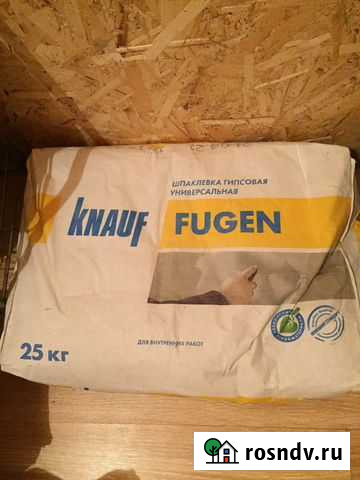 ШПАКЛЕВКА ГИПСОВАЯ
УНИВЕРСАЛЬНАЯ
KNAUF
FUGEN
ДЛЯ ВНУТРЕННИХ РАБОТ
25 кг
rosndv.ru